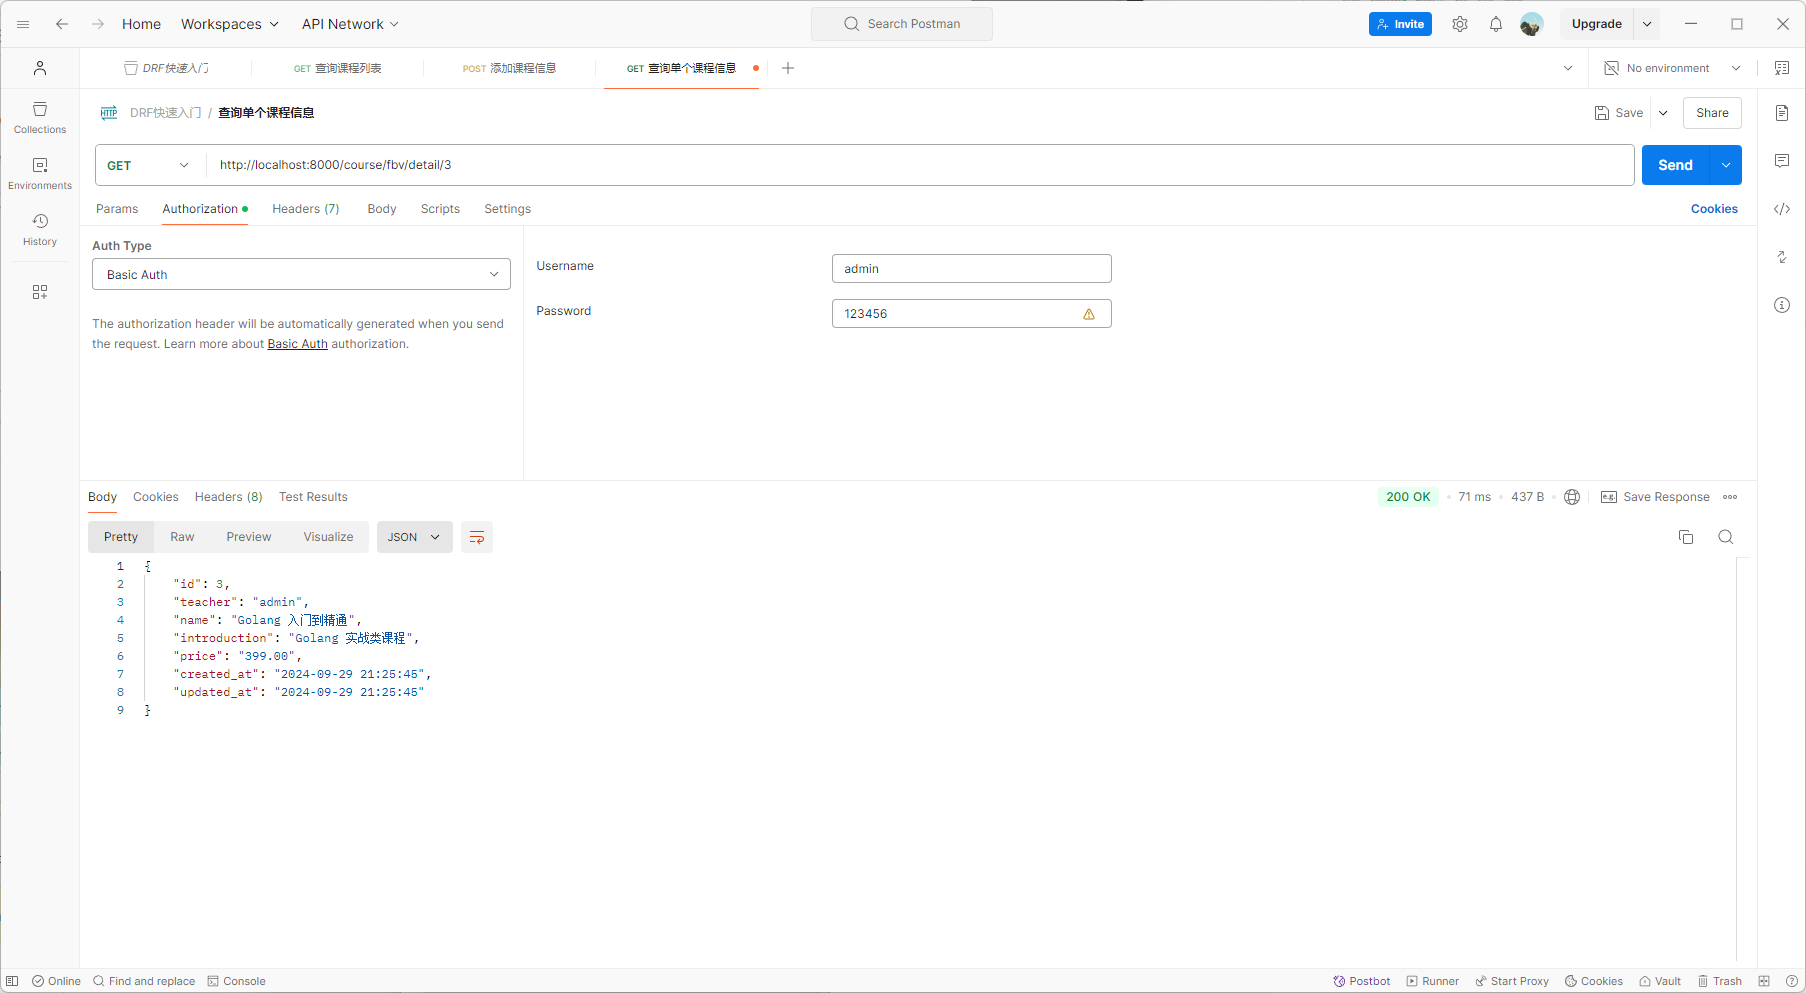 Home Workspaces API Network Search Postman Invite Upgrade
DRF快速入门 GET 查询课程列表 POST 添加课程信息 GET 查询单个课程信息 No environment
HTTP DRF快速入门 / 查询单个课程信息 Save Share
GET http://localhost:8000/course/fbv/detail/3 Send
Params Authorization Headers (7) Body Scripts Settings Cookies
Collections
Environments
History
Auth Type
Basic Auth
The authorization header will be automatically generated when you send
the request. Learn more about Basic Auth authorization.
Username admin
Password 123456
Body Cookies Headers (8) Test Results 200 OK 71 ms 437 B e.g. Save Response
Pretty Raw Preview Visualize JSON
1 {
2 "id": 3,
3 "teacher": "admin",
4 "name": "Golang 入门到精通",
5 "introduction": "Golang 实战类课程",
6 "price": "399.00",
7 "created_at": "2024-09-29 21:25:45",
8 "updated_at": "2024-09-29 21:25:45"
9 }
Online Find and replace Console Postbot Runner Start Proxy Cookies Vault Trash